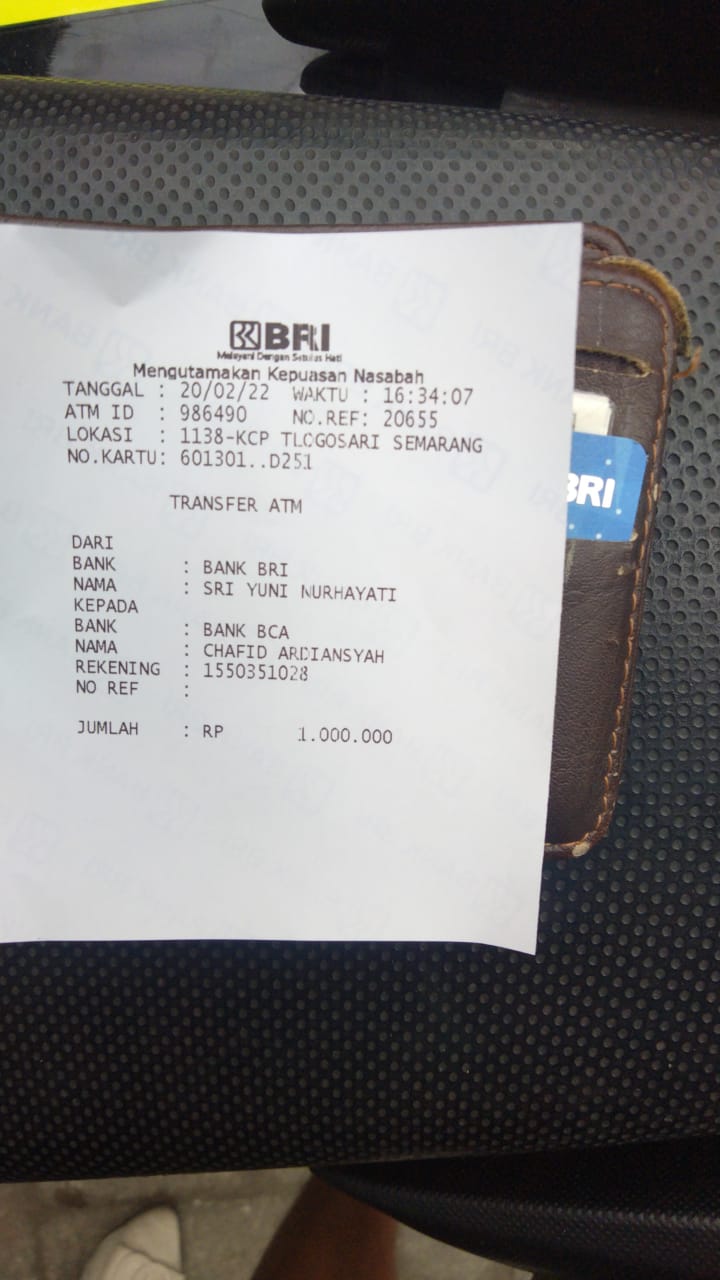 BRI
Melayani Dengan Setulus Hati
Mengutamakan Kepuasan Nasabah
TANGGAL : 20/02/22 WAKTU : 16:34:07
ATM ID : 986490 NO.REF: 20655
LOKASI : 1138-KCP TLOGOSARI SEMARANG
NO.KARTU: 601301..D251
TRANSFER ATM
DARI
BANK : BANK BRI
NAMA : SRI YUNI NURHAYATI
KEPADA
BANK : BANK BCA
NAMA : CHAFID ARDIANSYAH
REKENING : 1550351028
NO REF :
JUMLAH : RP 1.000.000
BRI